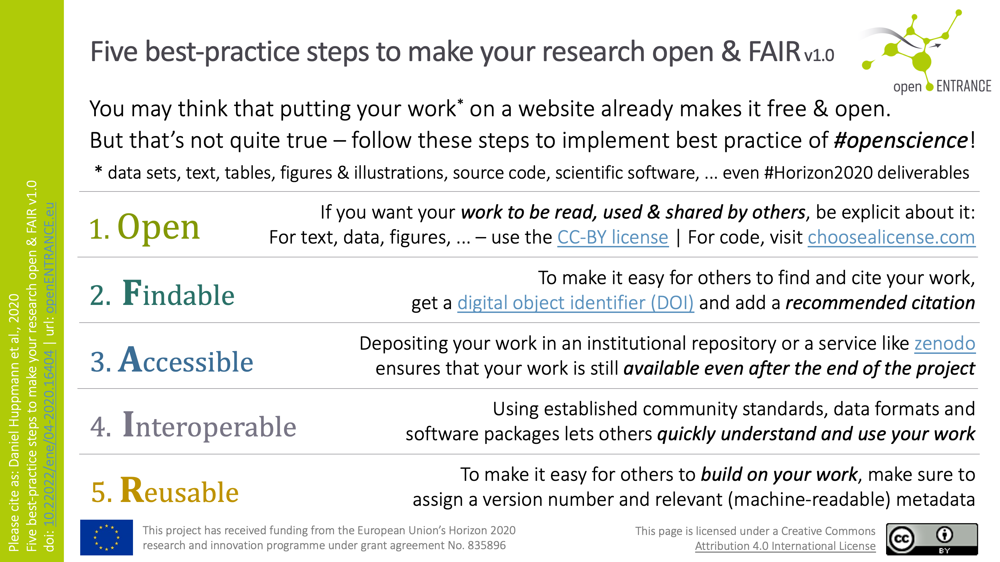 Five best-practice steps to make your research open & FAIR v1.0
open ENTRANCE
You may think that putting your work* on a website already makes it free & open.
But that’s not quite true – follow these steps to implement best practice of #openscience!
* data sets, text, tables, figures & illustrations, source code, scientific software, ... even #Horizon2020 deliverables
1. Open
If you want your work to be read, used & shared by others, be explicit about it:
For text, data, figures, ... – use the CC-BY license | For code, visit choosealicense.com
2. Findable
To make it easy for others to find and cite your work,
get a digital object identifier (DOI) and add a recommended citation
3. Accessible
Depositing your work in an institutional repository or a service like zenodo
ensures that your work is still available even after the end of the project
4. Interoperable
Using established community standards, data formats and
software packages lets others quickly understand and use your work
5. Reusable
To make it easy for others to build on your work, make sure to
assign a version number and relevant (machine-readable) metadata
This project has received funding from the European Union’s Horizon 2020
research and innovation programme under grant agreement No. 835896
This page is licensed under a Creative Commons
Attribution 4.0 International License
cc
BY
Please cite as: Daniel Huppmann et al., 2020
Five best-practice steps to make your research open & FAIR v1.0
doi: 10.22022/ene/04-2020.16404 | url: openENTRANCE.eu